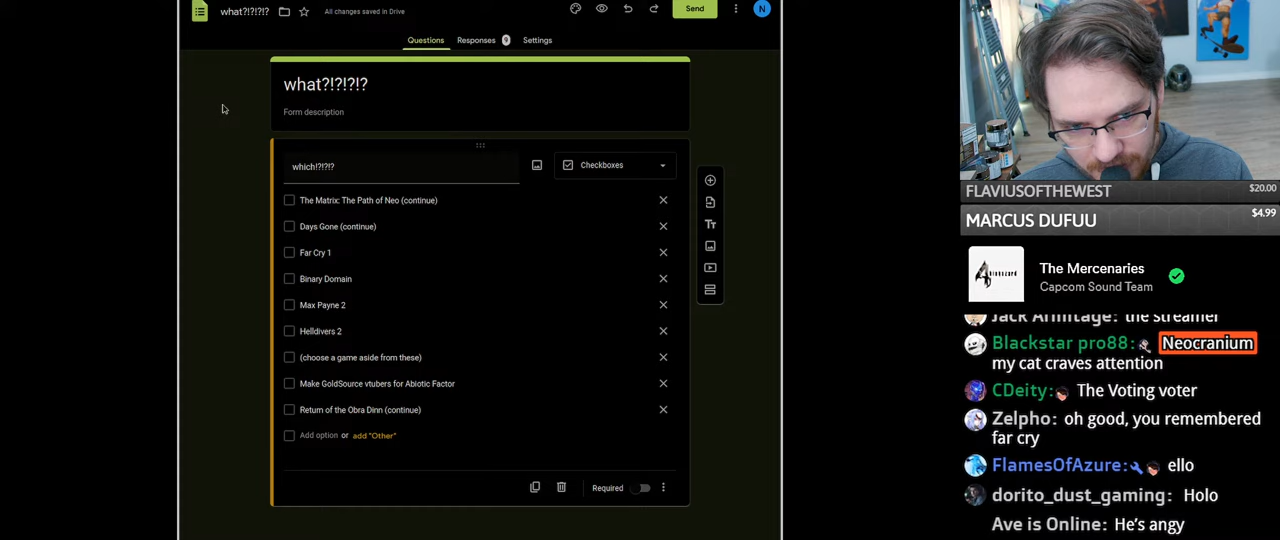 what?!?!?!?
All changes saved in Drive
Send
N
Questions
Responses 9
Settings
what?!?!?!?
Form description
which!?!?!?
Checkboxes
The Matrix: The Path of Neo (continue)
Days Gone (continue)
Far Cry 1
Binary Domain
Max Payne 2
Helldivers 2
(choose a game aside from these)
Make GoldSource vtubers for Abiotic Factor
Return of the Obra Dinn (continue)
Add option or add "Other"
Required
FLAVIUSOFTHEWEST $20.00
MARCUS DUFUU $4.99
The Mercenaries
Capcom Sound Team
Jack Armitage: the streamer
Blackstar pro88: Neocranium
my cat craves attention
CDeity: The Voting voter
Zelpho: oh good, you remembered
far cry
FlamesOfAzure: ello
dorito_dust_gaming: Holo
Ave is Online: He's angy